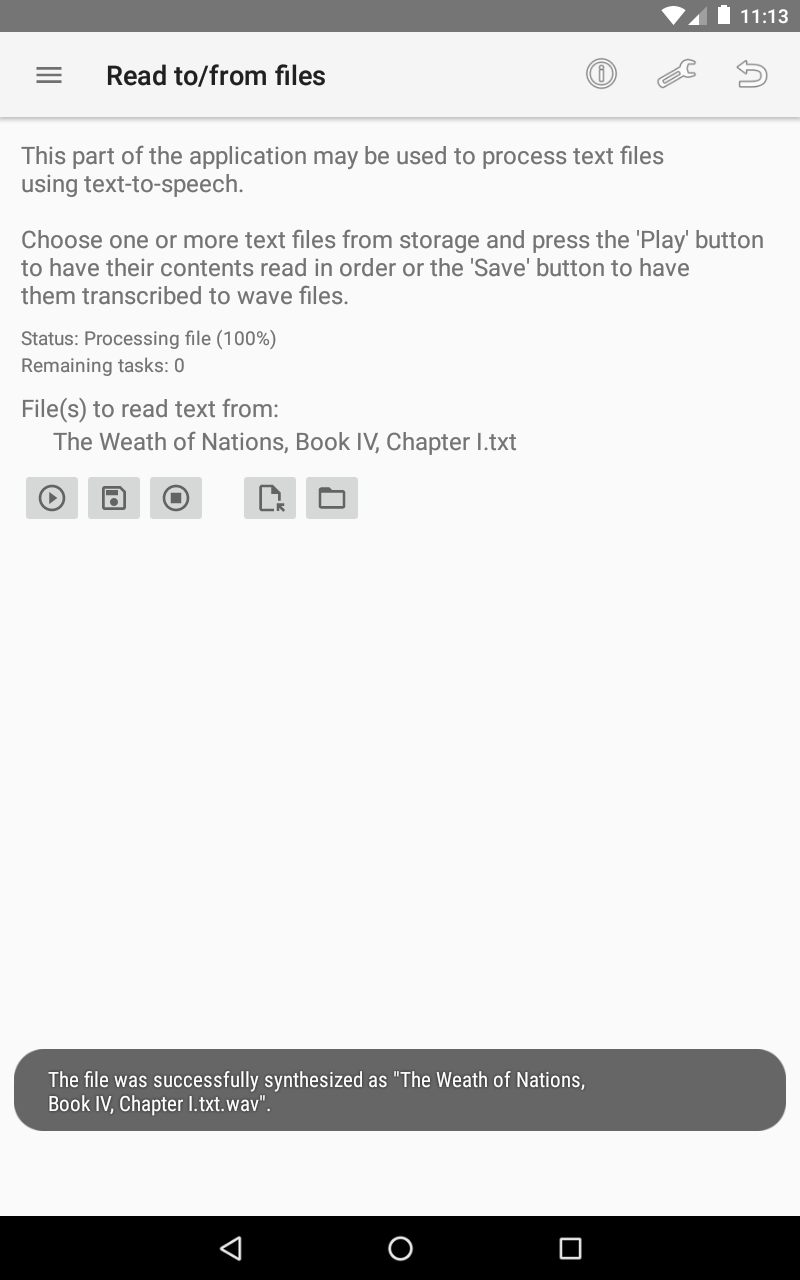 11:13
Read to/from files
This part of the application may be used to process text files
using text-to-speech.
Choose one or more text files from storage and press the 'Play' button
to have their contents read in order or the 'Save' button to have
them transcribed to wave files.
Status: Processing file (100%)
Remaining tasks: 0
File(s) to read text from:
The Weath of Nations, Book IV, Chapter I.txt
The file was successfully synthesized as "The Weath of Nations,
Book IV, Chapter I.txt.wav".